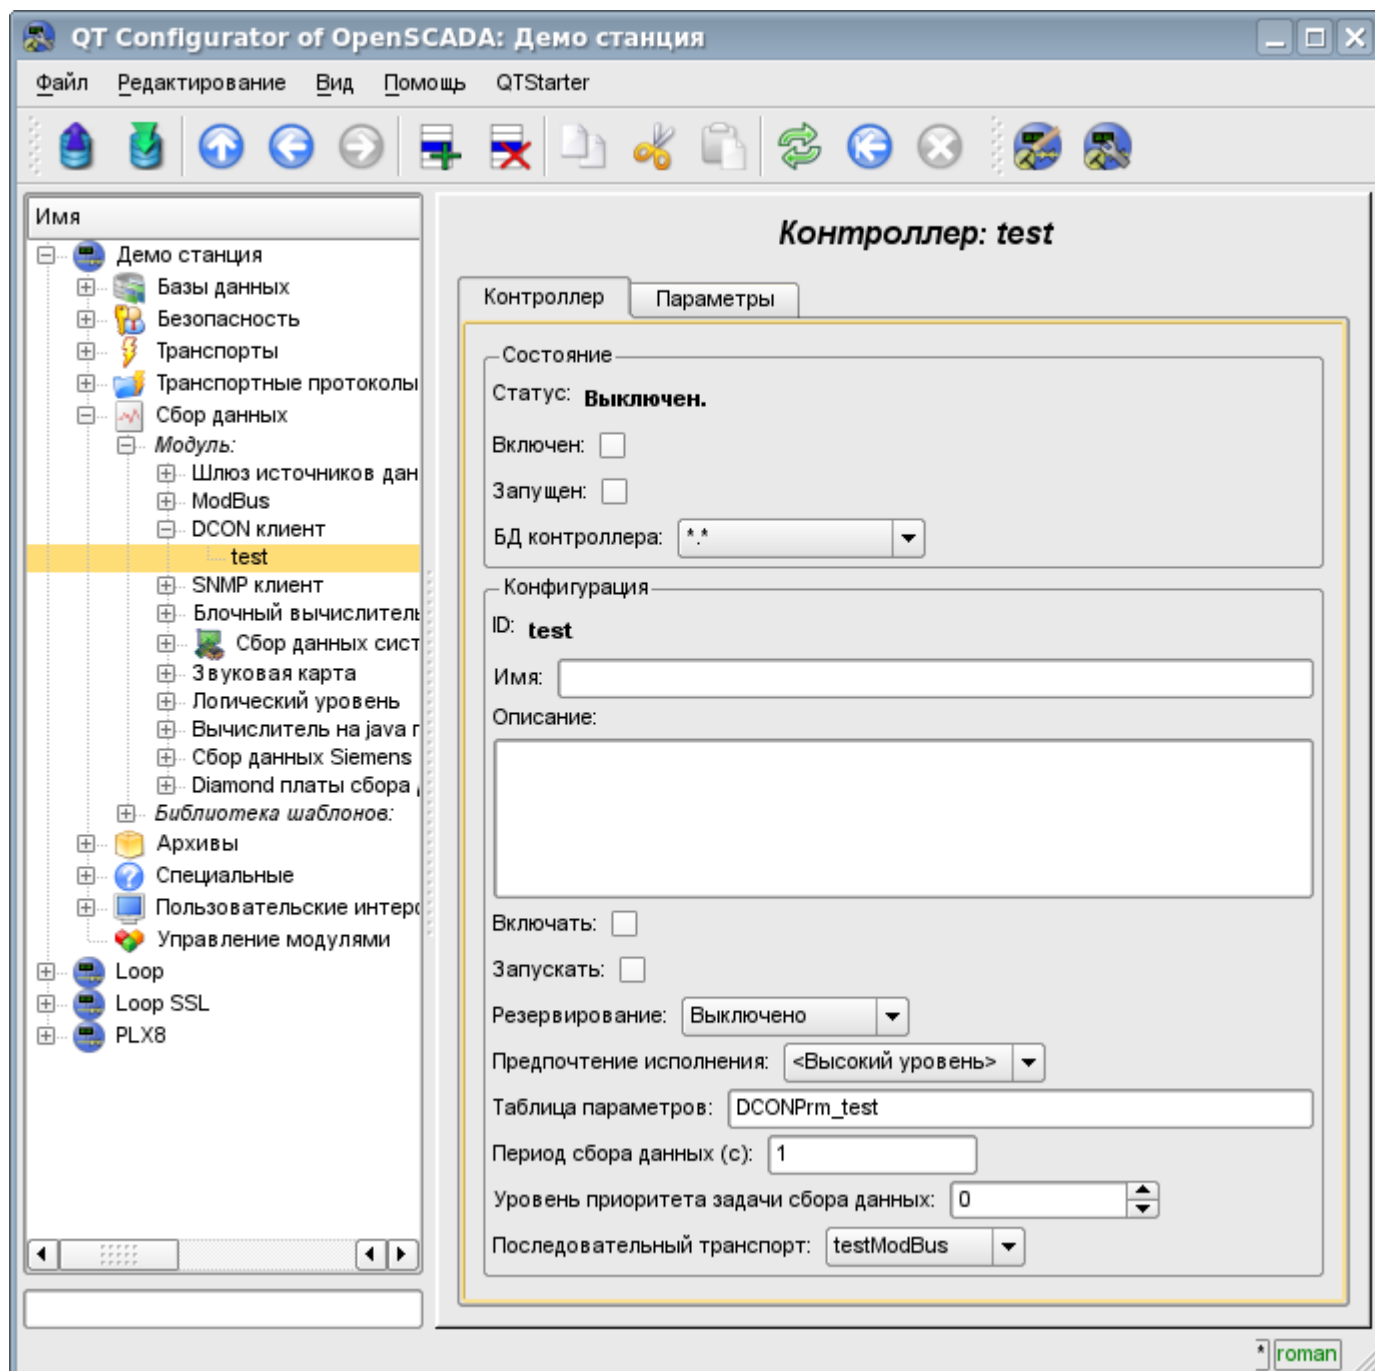 QT Configurator of OpenSCADA: Демо станция
Файл Редактирование Вид Помощь QTStarter
Имя
Демо станция
Базы данных
Безопасность
Транспорты
Транспортные протоколы
Сбор данных
Модуль:
Шлюз источников дан
ModBus
DCON клиент
test
SNMP клиент
Блочный вычислитель
Сбор данных сист
Звуковая карта
Логический уровень
Вычислитель на java
Сбор данных Siemens
Diamond платы сбора
Библиотека шаблонов:
Архивы
Специальные
Пользовательские интер
Управление модулями
Loop
Loop SSL
PLX8
Контроллер: test
Контроллер Параметры
Состояние
Статус: Выключен.
Включен:
Запущен:
БД контроллера: *.*
Конфигурация
ID: test
Имя:
Описание:
Включать:
Запускать:
Резервирование: Выключено
Предпочтение исполнения: <Высокий уровень>
Таблица параметров: DCONPrm_test
Период сбора данных (с): 1
Уровень приоритета задачи сбора данных: 0
Последовательный транспорт: testModBus
* roman